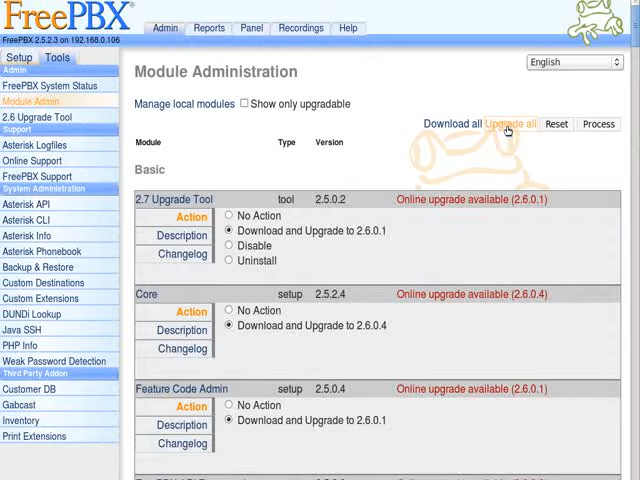 FreePBX
Admin
Reports
Panel
Recordings
Help
FreePBX 2.5.2.3 on 192.168.0.106
Setup
Tools
English
Admin
FreePBX System Status
Module Admin
2.6 Upgrade Tool
Support
Asterisk Logfiles
Online Support
FreePBX Support
System Administration
Asterisk API
Asterisk CLI
Asterisk Info
Asterisk Phonebook
Backup & Restore
Custom Destinations
Custom Extensions
DUNDi Lookup
Java SSH
PHP Info
Weak Password Detection
Third Party Addon
Customer DB
Gabcast
Inventory
Print Extensions
Module Administration
Manage local modules Show only upgradable
Download all Upgrade all Reset Process
Module Type Version
Basic
2.7 Upgrade Tool tool 2.5.0.2 Online upgrade available (2.6.0.1)
Action
Description
Changelog
No Action
Download and Upgrade to 2.6.0.1
Disable
Uninstall
Core setup 2.5.2.4 Online upgrade available (2.6.0.4)
Action
Description
Changelog
No Action
Download and Upgrade to 2.6.0.4
Feature Code Admin setup 2.5.0.4 Online upgrade available (2.6.0.1)
Action
Description
Changelog
No Action
Download and Upgrade to 2.6.0.1